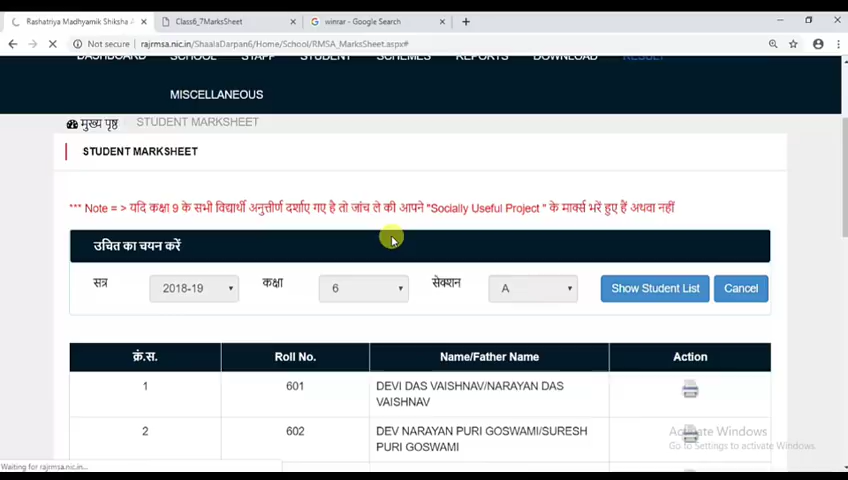 Rashatriya Madhyamik Shiksha A
Class6_7MarksSheet
winrar - Google Search
Not secure | rajrmsa.nic.in/ShaalaDarpan6/Home/School/RMSA_MarkSheet.aspx#
DASHBOARD SCHOOL STAFF STUDENT SCHEMES REPORTS DOWNLOAD RESULT
MISCELLANEOUS
मुख्य पृष्ठ STUDENT MARKSHEET
STUDENT MARKSHEET
*** Note = > यदि कक्षा 9 के सभी विद्यार्थी अनुत्तीर्ण दर्शाए गए है तो जांच ले की आपने "Socially Useful Project " के मार्क्स भरें हुए हैं अथवा नहीं
उचित का चयन करें
सत्र 2018-19 कक्षा 6 सेक्शन A Show Student List Cancel
क्रं.स. Roll No. Name/Father Name Action
1 601 DEVI DAS VAISHNAV/NARAYAN DAS
VAISHNAV
2 602 DEV NARAYAN PURI GOSWAMI/SURESH
PURI GOSWAMI
Activate Windows
Go to Settings to activate Windows.
Waiting for rajrmsa.nic.in...